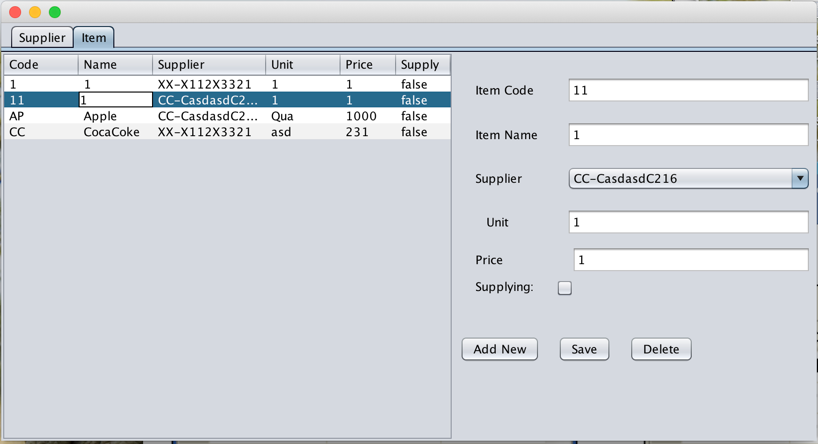 Supplier Item
Code Name Supplier Unit Price Supply
1 1 XX-X112X3321 1 1 false
11 1 CC-CasdasdC2... 1 1 false
AP Apple CC-CasdasdC2... Qua 1000 false
CC CocaCoke XX-X112X3321 asd 231 false
Item Code 11
Item Name 1
Supplier CC-CasdasdC216
Unit 1
Price 1
Supplying:
Add New Save Delete